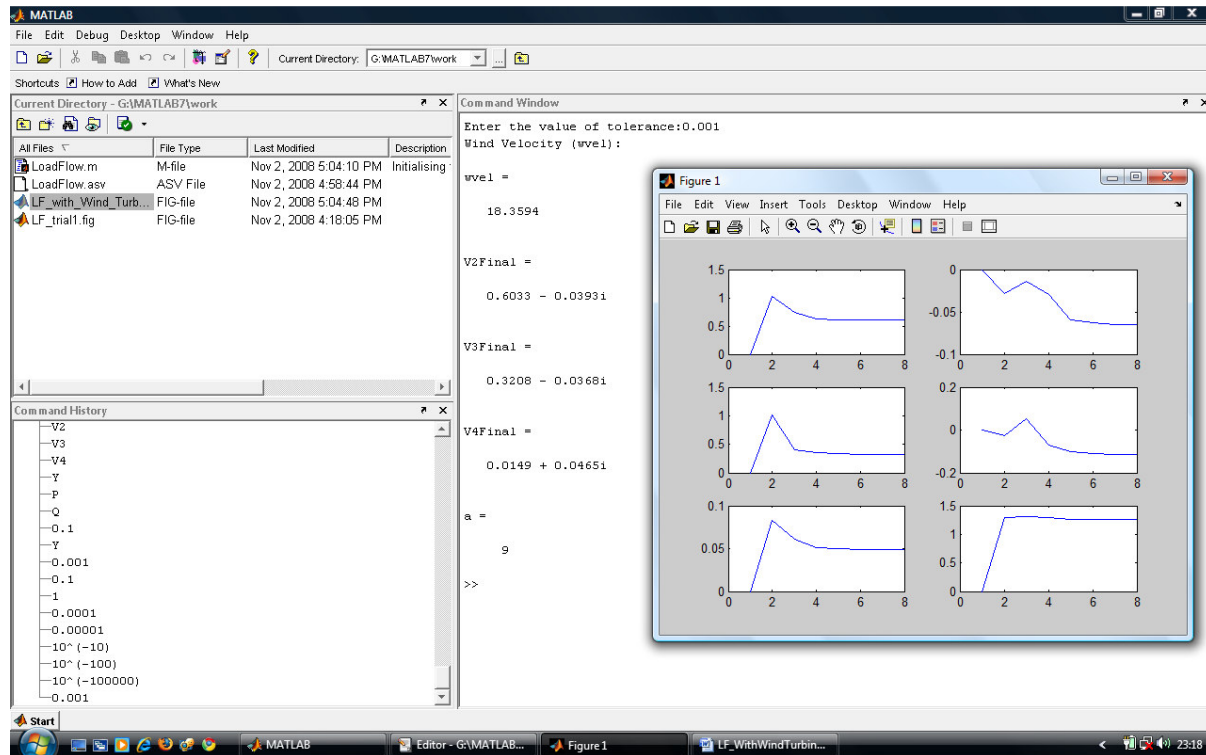 MATLAB
File Edit Debug Desktop Window Help
Current Directory: G:\MATLAB7\work
...
Shortcuts How to Add What's New
Current Directory - G:\MATLAB7\work
All Files File Type Last Modified Description
LoadFlow.m M-file Nov 2, 2008 5:04:10 PM Initialising
LoadFlow.asv ASV File Nov 2, 2008 4:58:44 PM
LF_with_Wind_Turb... FIG-file Nov 2, 2008 5:04:48 PM
LF_trial1.fig FIG-file Nov 2, 2008 4:18:05 PM
Command History
V2
V3
V4
Y
P
Q
0.1
Y
0.001
0.1
1
0.0001
0.00001
10^(-10)
10^(-100)
10^(-100000)
0.001
Command Window
Enter the value of tolerance:0.001
Wind Velocity (wvel):
wvel =
18.3594
V2Final =
0.6033 - 0.0393i
V3Final =
0.3208 - 0.0368i
V4Final =
0.0149 + 0.0465i
a =
9
>>
Figure 1
File Edit View Insert Tools Desktop Window Help
1.5
1
0.5
0
0 2 4 6 8
0
-0.05
-0.1
0 2 4 6 8
1.5
1
0.5
0
0 2 4 6 8
0.2
0
-0.2
0 2 4 6 8
0.1
0.05
0
0 2 4 6 8
1.5
1
0.5
0
0 2 4 6 8
Start
MATLAB
Editor - G:\MATLAB...
Figure 1
LF_WithWindTurbin...
23:18